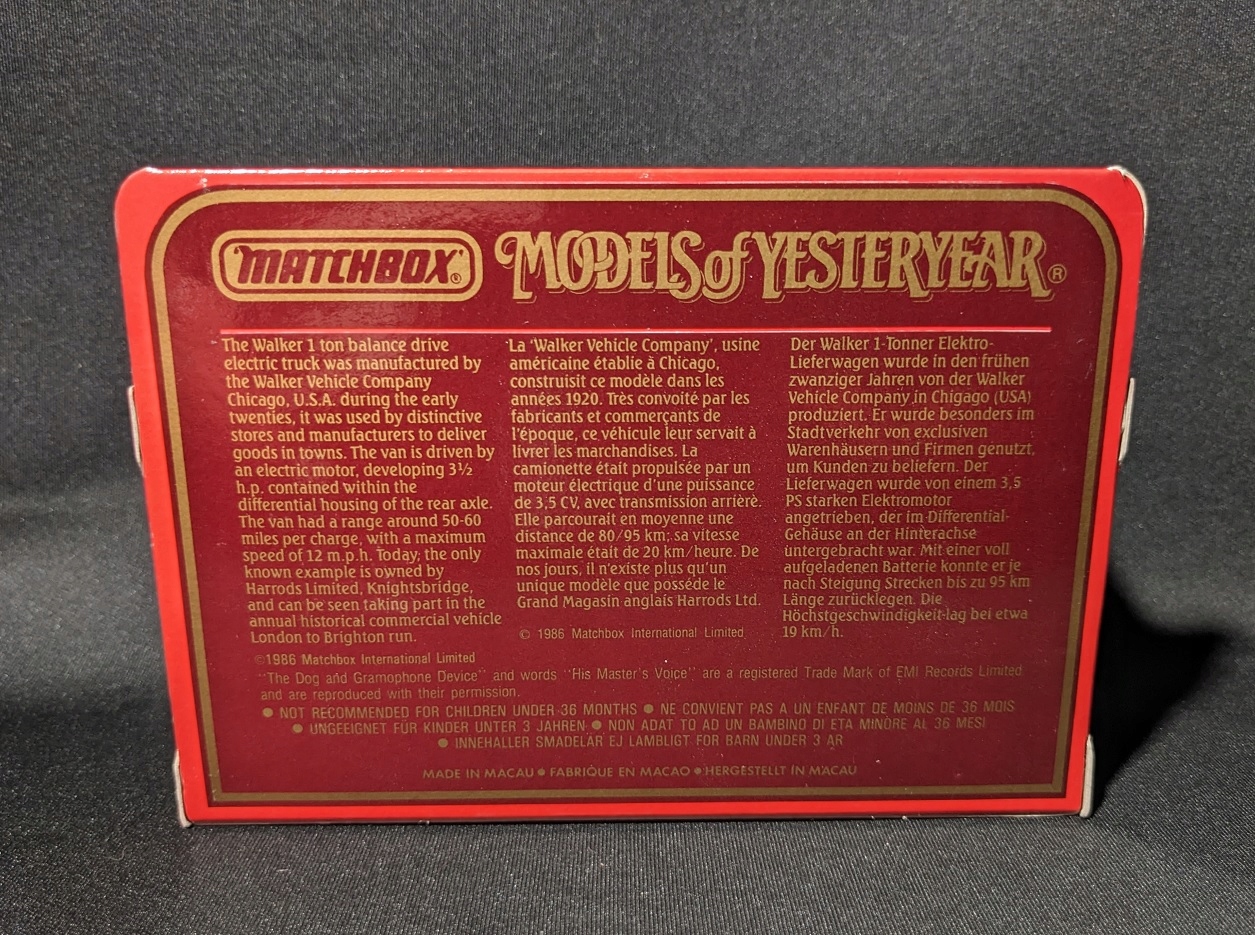 MATCHBOX®
MODELS of YESTERYEAR®
The Walker 1 ton balance drive
electric truck was manufactured by
the Walker Vehicle Company
Chicago, U.S.A. during the early
twenties, it was used by distinctive
stores and manufacturers to deliver
goods in towns. The van is driven by
an electric motor, developing 3½
h.p. contained within the
differential housing of the rear axle.
The van had a range around 50-60
miles per charge, with a maximum
speed of 12 m.p.h. Today, the only
known example is owned by
Harrods Limited, Knightsbridge,
and can be seen taking part in the
annual historical commercial vehicle
London to Brighton run.
©1986 Matchbox International Limited
La 'Walker Vehicle Company', usine
américaine établie à Chicago,
construisit ce modèle dans les
années 1920. Très convoité par les
fabricants et commerçants de
l'époque, ce véhicule leur servait à
livrer les marchandises. La
camionette était propulsée par un
moteur électrique d'une puissance
de 3,5 CV, avec transmission arrière.
Elle parcourait en moyenne une
distance de 80/95 km; sa vitesse
maximale était de 20 km/heure. De
nos jours, il n'existe plus qu'un
unique modèle que posséde le
Grand Magasin anglais Harrods Ltd.
© 1986 Matchbox International Limited
Der Walker 1-Tonner Elektro-
Lieferwagen wurde in den frühen
zwanziger Jahren von der Walker
Vehicle Company in Chigago (USA)
produziert. Er wurde besonders im
Stadtverkehr von exclusiven
Warenhäusern und Firmen genutzt,
um Kunden zu beliefern. Der
Lieferwagen wurde von einem 3,5
PS starken Elektromotor
angetrieben, der im Differential-
Gehäuse an der Hinterachse
untergebracht war. Mit einer voll
aufgeladenen Batterie konnte er je
nach Steigung Strecken bis zu 95 km
Länge zurücklegen. Die
Höchstgeschwindigkeit lag bei etwa
19 km/h.
"The Dog and Gramophone Device" and words "His Master's Voice" are a registered Trade Mark of EMI Records Limited
and are reproduced with their permission.
● NOT RECOMMENDED FOR CHILDREN UNDER 36 MONTHS ● NE CONVIENT PAS A UN ENFANT DE MOINS DE 36 MOIS
● UNGEEIGNET FÜR KINDER UNTER 3 JAHREN ● NON ADAT TO AD UN BAMBINO DI ETA MINORE AL 36 MESI
● INNEHALLER SMADELAR EJ LAMBLIGT FOR BARN UNDER 3 AR
MADE IN MACAU ● FABRIQUE EN MACAO ● HERGESTELLT IN MACAU